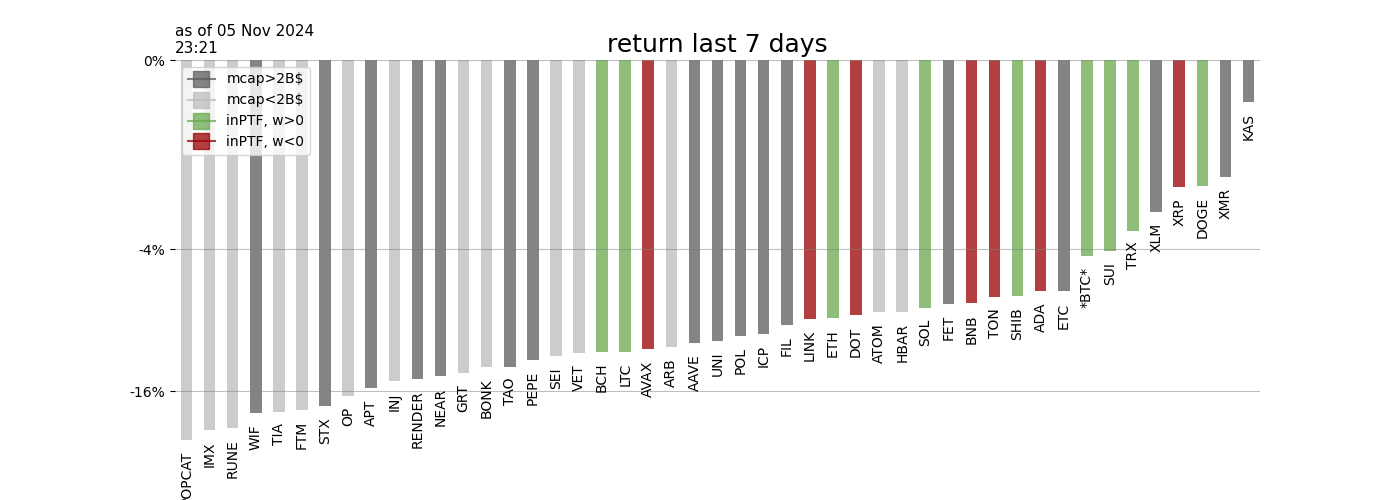 as of 05 Nov 2024
23:21
return last 7 days
0%
-4%
-16%
mcap>2B$
mcap<2B$
inPTF, w>0
inPTF, w<0
OPCAT
IMX
RUNE
WIF
TIA
FTM
STX
OP
APT
INJ
RENDER
NEAR
GRT
BONK
TAO
PEPE
SEI
VET
BCH
LTC
AVAX
ARB
AAVE
UNI
POL
ICP
FIL
LINK
ETH
DOT
ATOM
HBAR
SOL
FET
BNB
TON
SHIB
ADA
ETC
*BTC*
SUI
TRX
XLM
XRP
DOGE
XMR
KAS